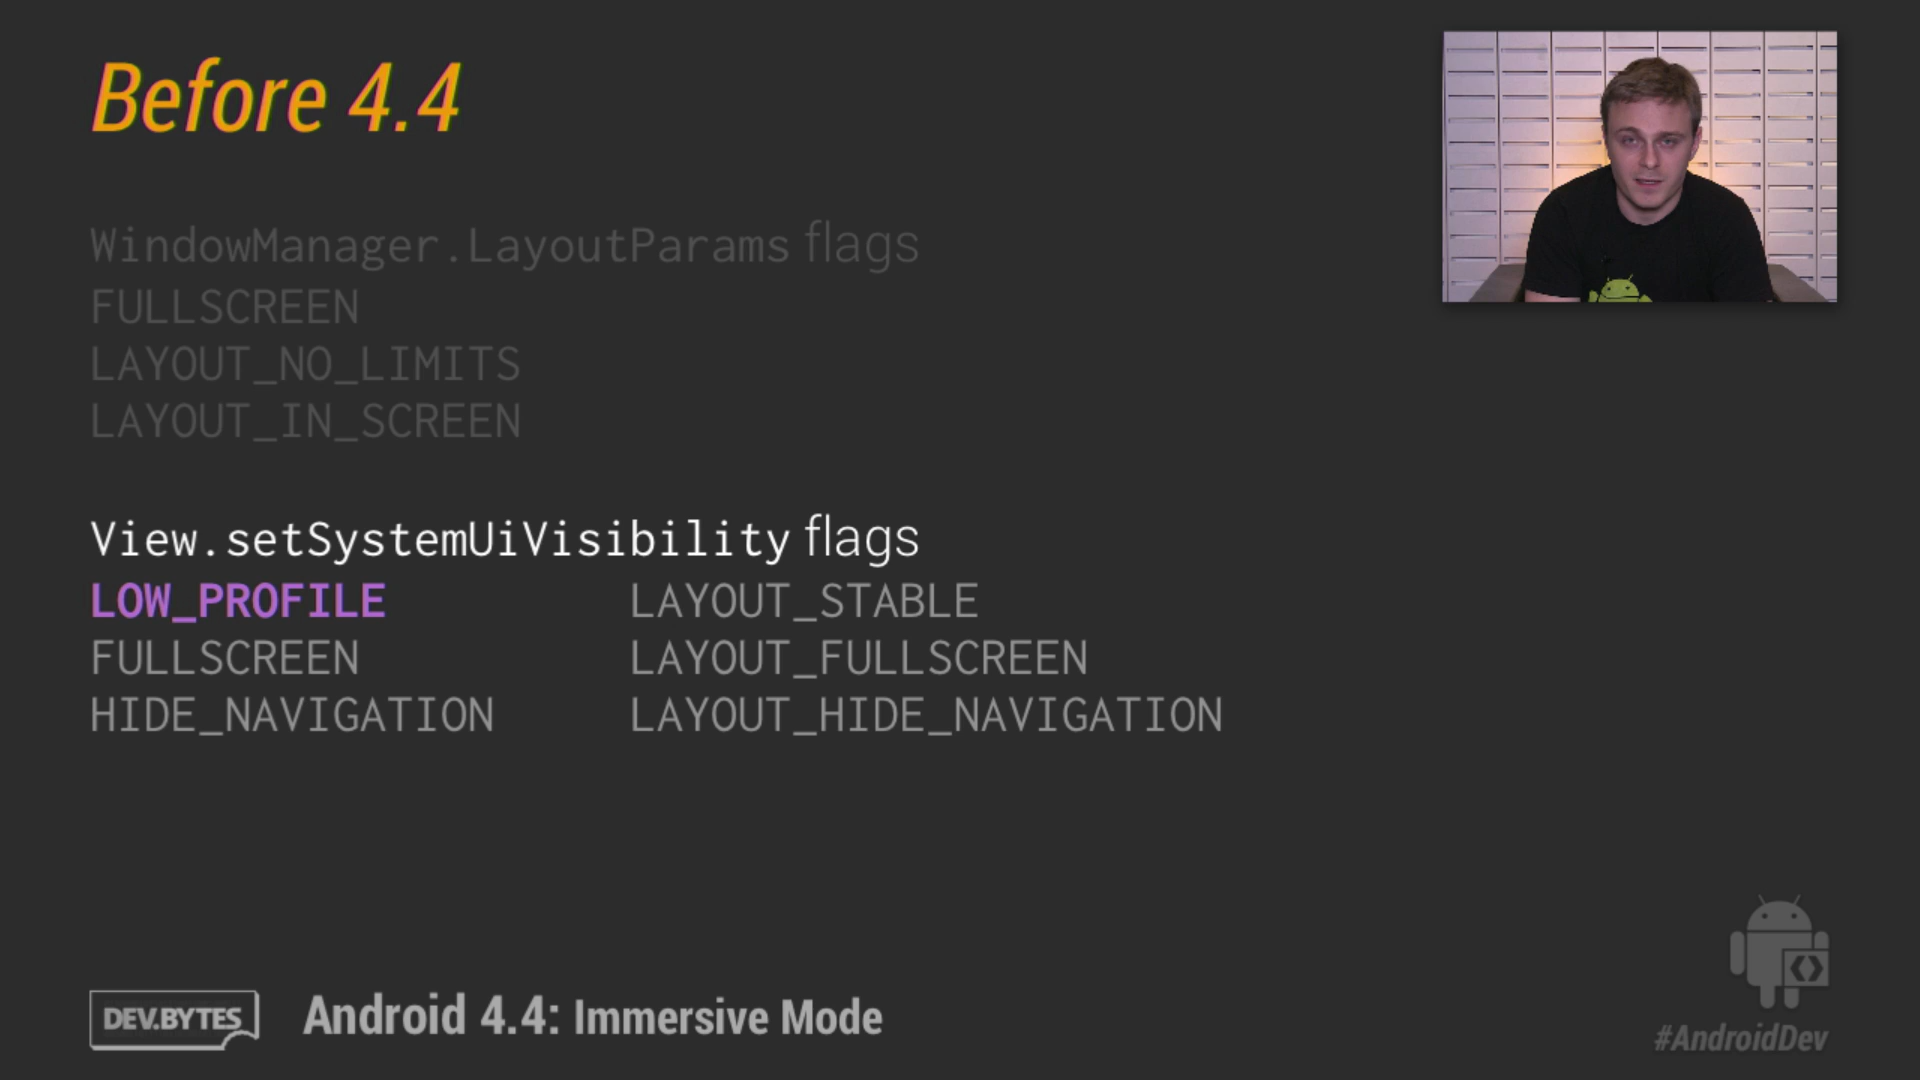 Before 4.4
WindowManager.LayoutParams flags
FULLSCREEN
LAYOUT_NO_LIMITS
LAYOUT_IN_SCREEN
View.setSystemUiVisibility flags
LOW_PROFILE LAYOUT_STABLE
FULLSCREEN LAYOUT_FULLSCREEN
HIDE_NAVIGATION LAYOUT_HIDE_NAVIGATION
DEV.BYTES Android 4.4: Immersive Mode
#AndroidDev